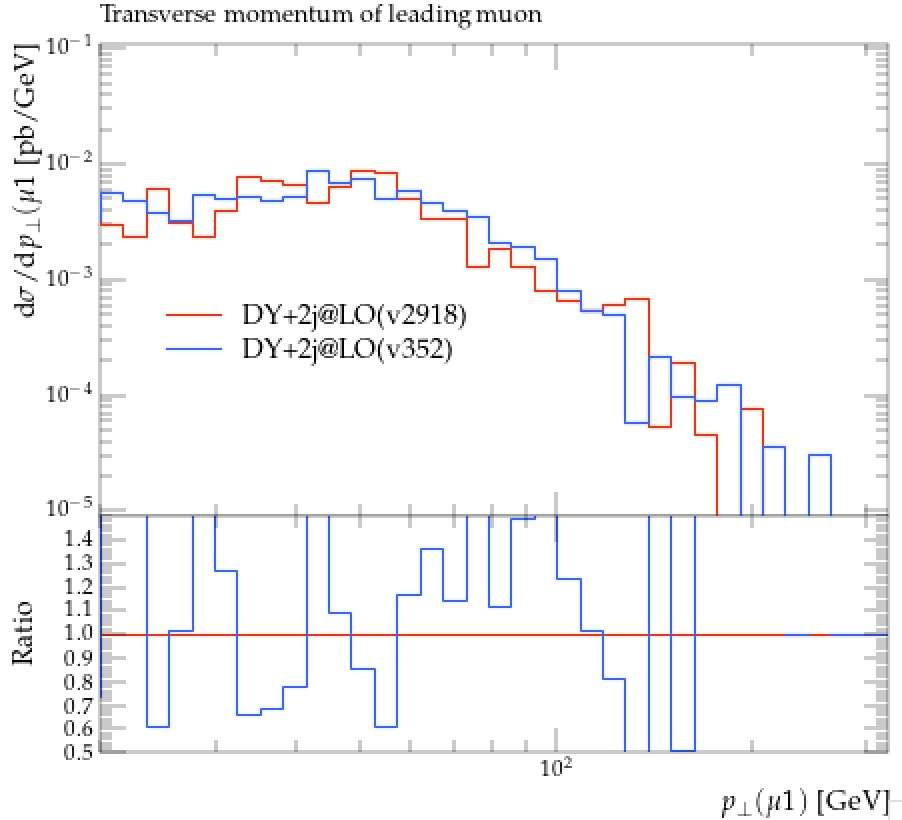 Transverse momentum of leading muon
dσ/dp⊥(μ1 [pb/GeV]
10⁻¹
10⁻²
10⁻³
10⁻⁴
10⁻⁵
DY+2j@LO(v2918)
DY+2j@LO(v352)
Ratio
1.4
1.3
1.2
1.1
1.0
0.9
0.8
0.7
0.6
0.5
10²
p⊥(μ1) [GeV]